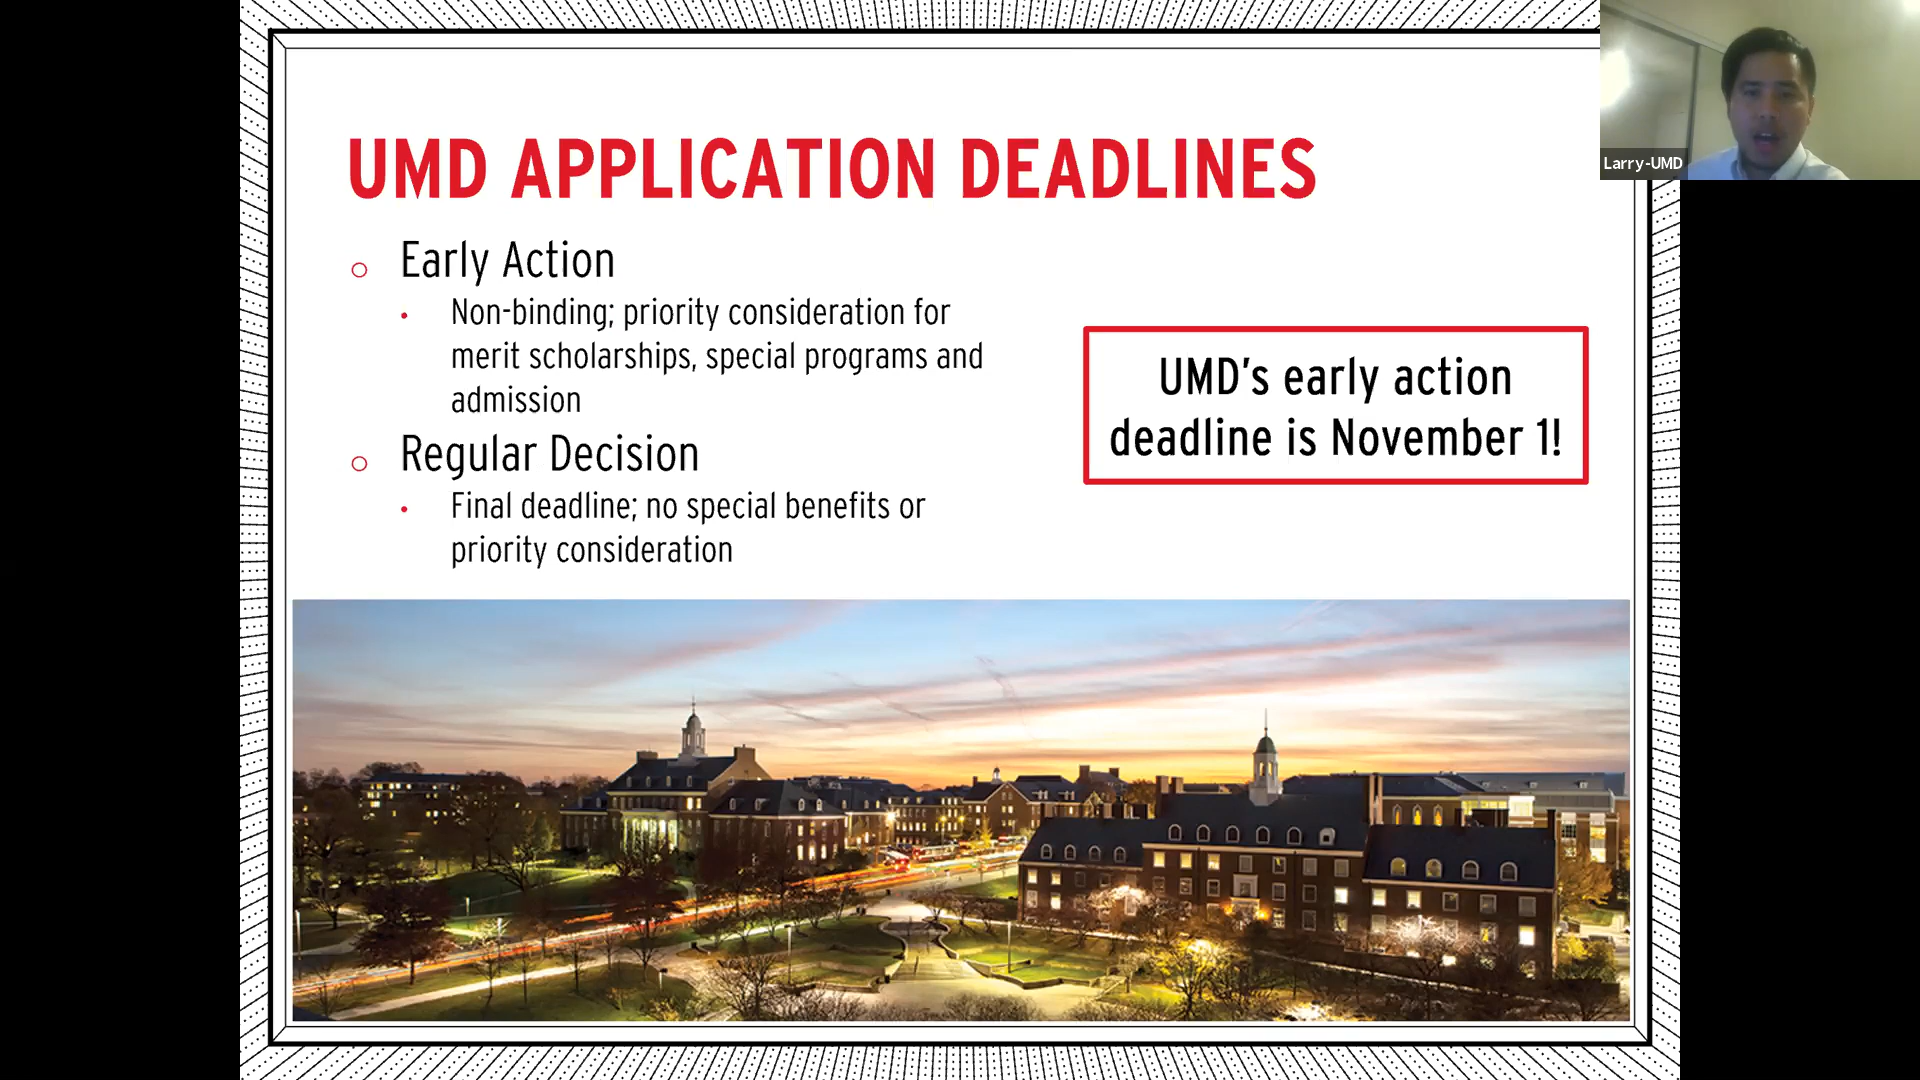 UMD APPLICATION DEADLINES
Early Action
Non-binding; priority consideration for
merit scholarships, special programs and
admission
Regular Decision
Final deadline; no special benefits or
priority consideration
UMD's early action
deadline is November 1!
Larry-UMD